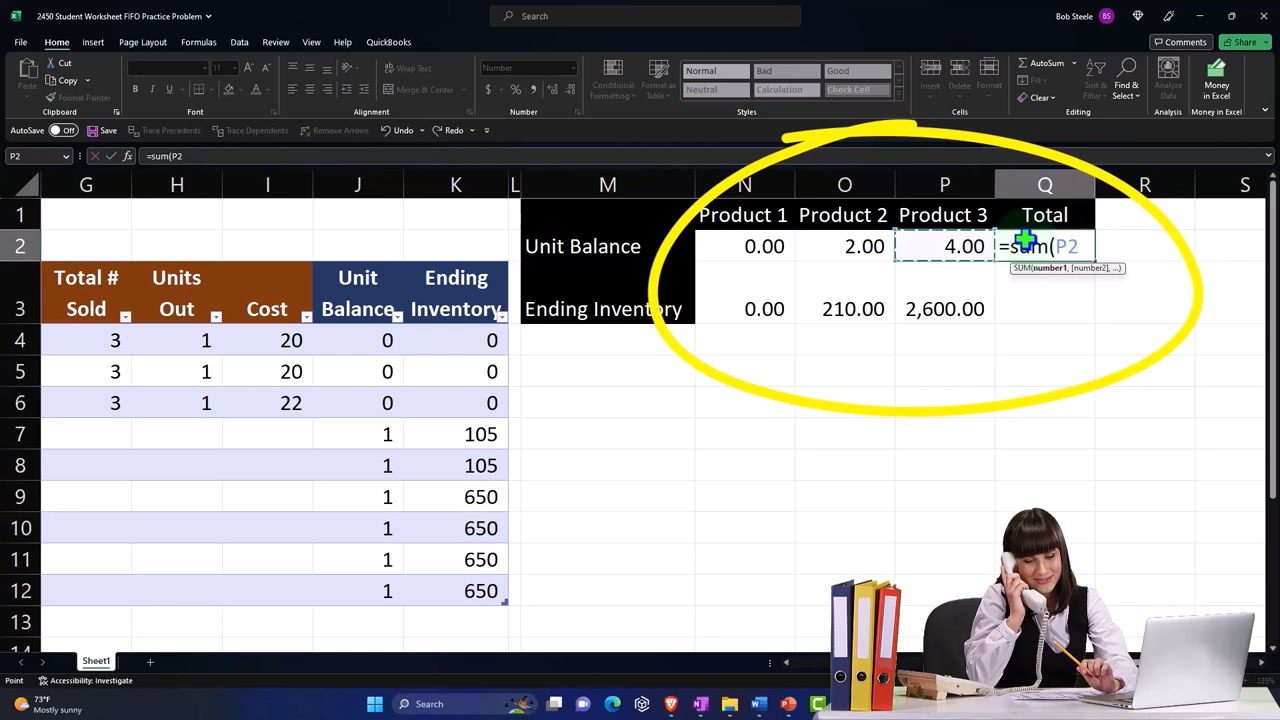 2450 Student Worksheet FIFO Practice Problem
Search
Bob Steele BS
File Home Insert Page Layout Formulas Data Review View Help QuickBooks
Comments Share
Paste
Cut
Copy
Format Painter
Clipboard
11
B I U
Font
Wrap Text
Merge & Center
Alignment
Number
$ %
Number
Conditional Formatting
Format as Table
Normal Bad Good
Neutral Calculation Check Cell
Styles
Insert Delete Format
Cells
AutoSum
Fill
Clear
Sort & Filter
Find & Select
Editing
Analyze Data
Analysis
Money in Excel
Money in Excel
AutoSave Off Save Trace Precedents Trace Dependents Remove Arrows Undo Redo
P2 fx =sum(P2
G H I J K L M N O P Q R S
1 Product 1 Product 2 Product 3 Total
2 Unit Balance 0.00 2.00 4.00 =sum(P2
SUM(number1, [number2], ...)
3 Total # Sold Units Out Cost Unit Balance Ending Inventory Ending Inventory 0.00 210.00 2,600.00
4 3 1 20 0 0
5 3 1 20 0 0
6 3 1 22 0 0
7 1 105
8 1 105
9 1 650
10 1 650
11 1 650
12 1 650
13
14
Sheet1
Point Accessibility: Investigate
235%
73°F
Mostly sunny
Search